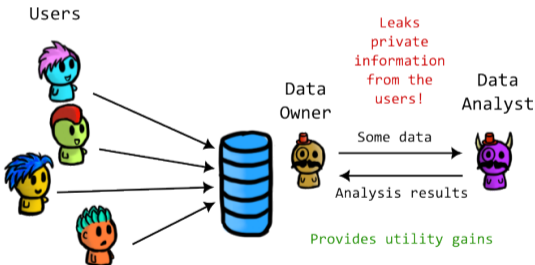 Users
Leaks
private
information
from the
users!
Data
Owner
Data
Analyst
Some data
Analysis results
Provides utility gains